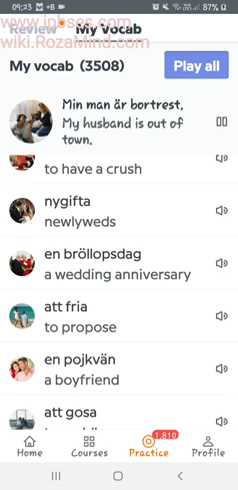 09:23
87%
www.inbses.com
Review
My Vocab
wiki.RozaMind.com
My vocab (3508)
Play all
Min man är bortrest.
My husband is out of
town.
to have a crush
nygifta
newlyweds
en bröllopsdag
a wedding anniversary
att fria
to propose
en pojkvän
a boyfriend
att gosa
1,810
Home
Courses
Practice
Profile